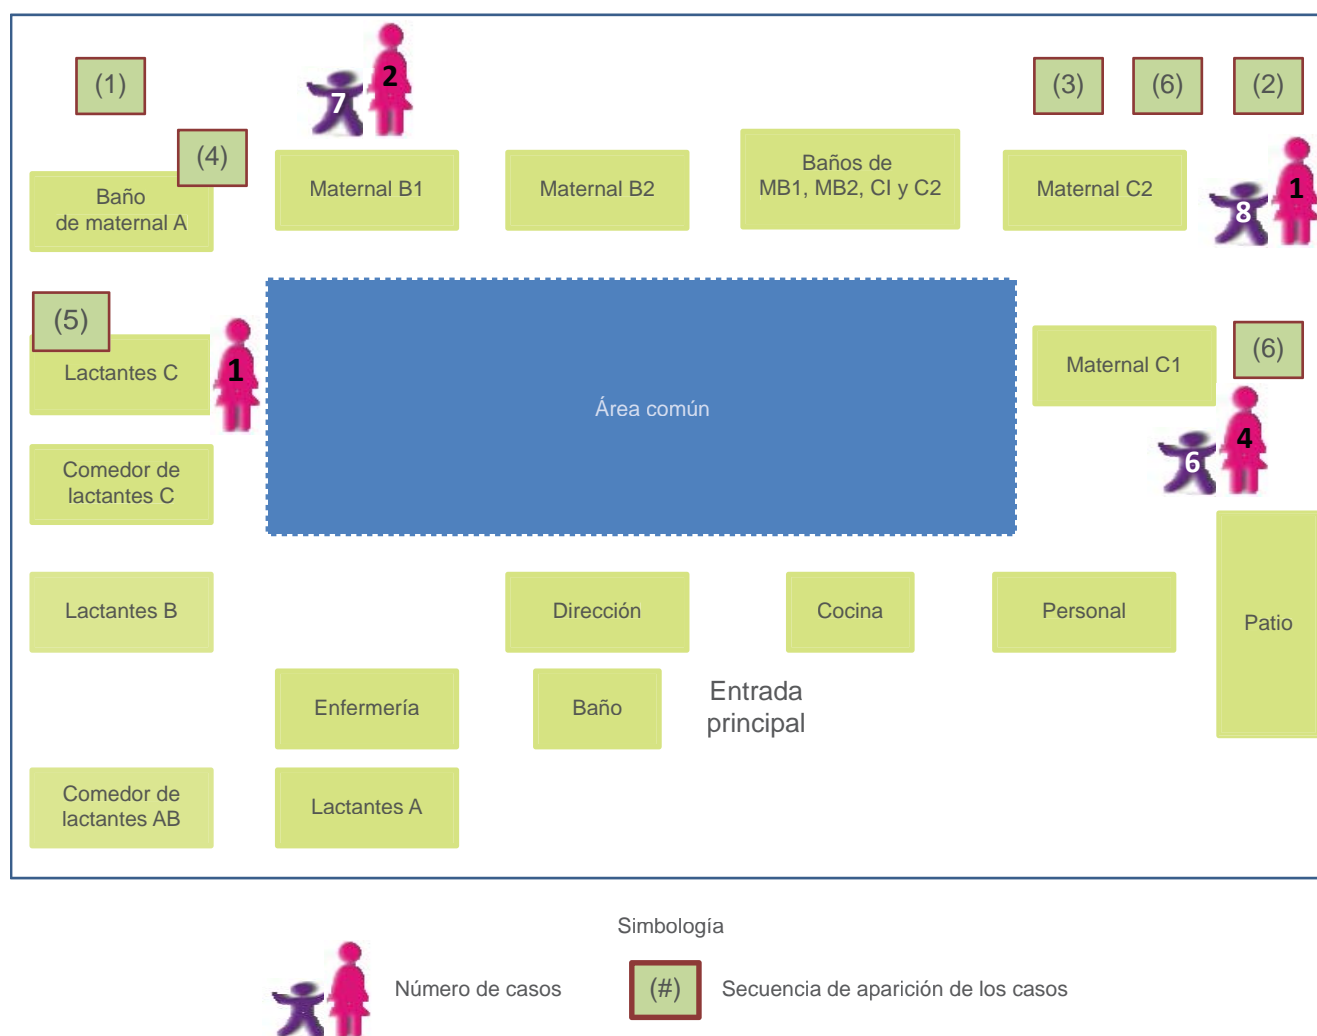 (1)
7
2
(3)
(6)
(2)
(4)
Baño
de maternal A
Maternal B1
Maternal B2
Baños de
MB1, MB2, CI y C2
Maternal C2
8
1
(5)
Lactantes C
1
Área común
Maternal C1
(6)
6
4
Comedor de
lactantes C
Lactantes B
Dirección
Cocina
Personal
Patio
Enfermería
Baño
Entrada
principal
Comedor de
lactantes AB
Lactantes A
Simbología
Número de casos
(#)
Secuencia de aparición de los casos